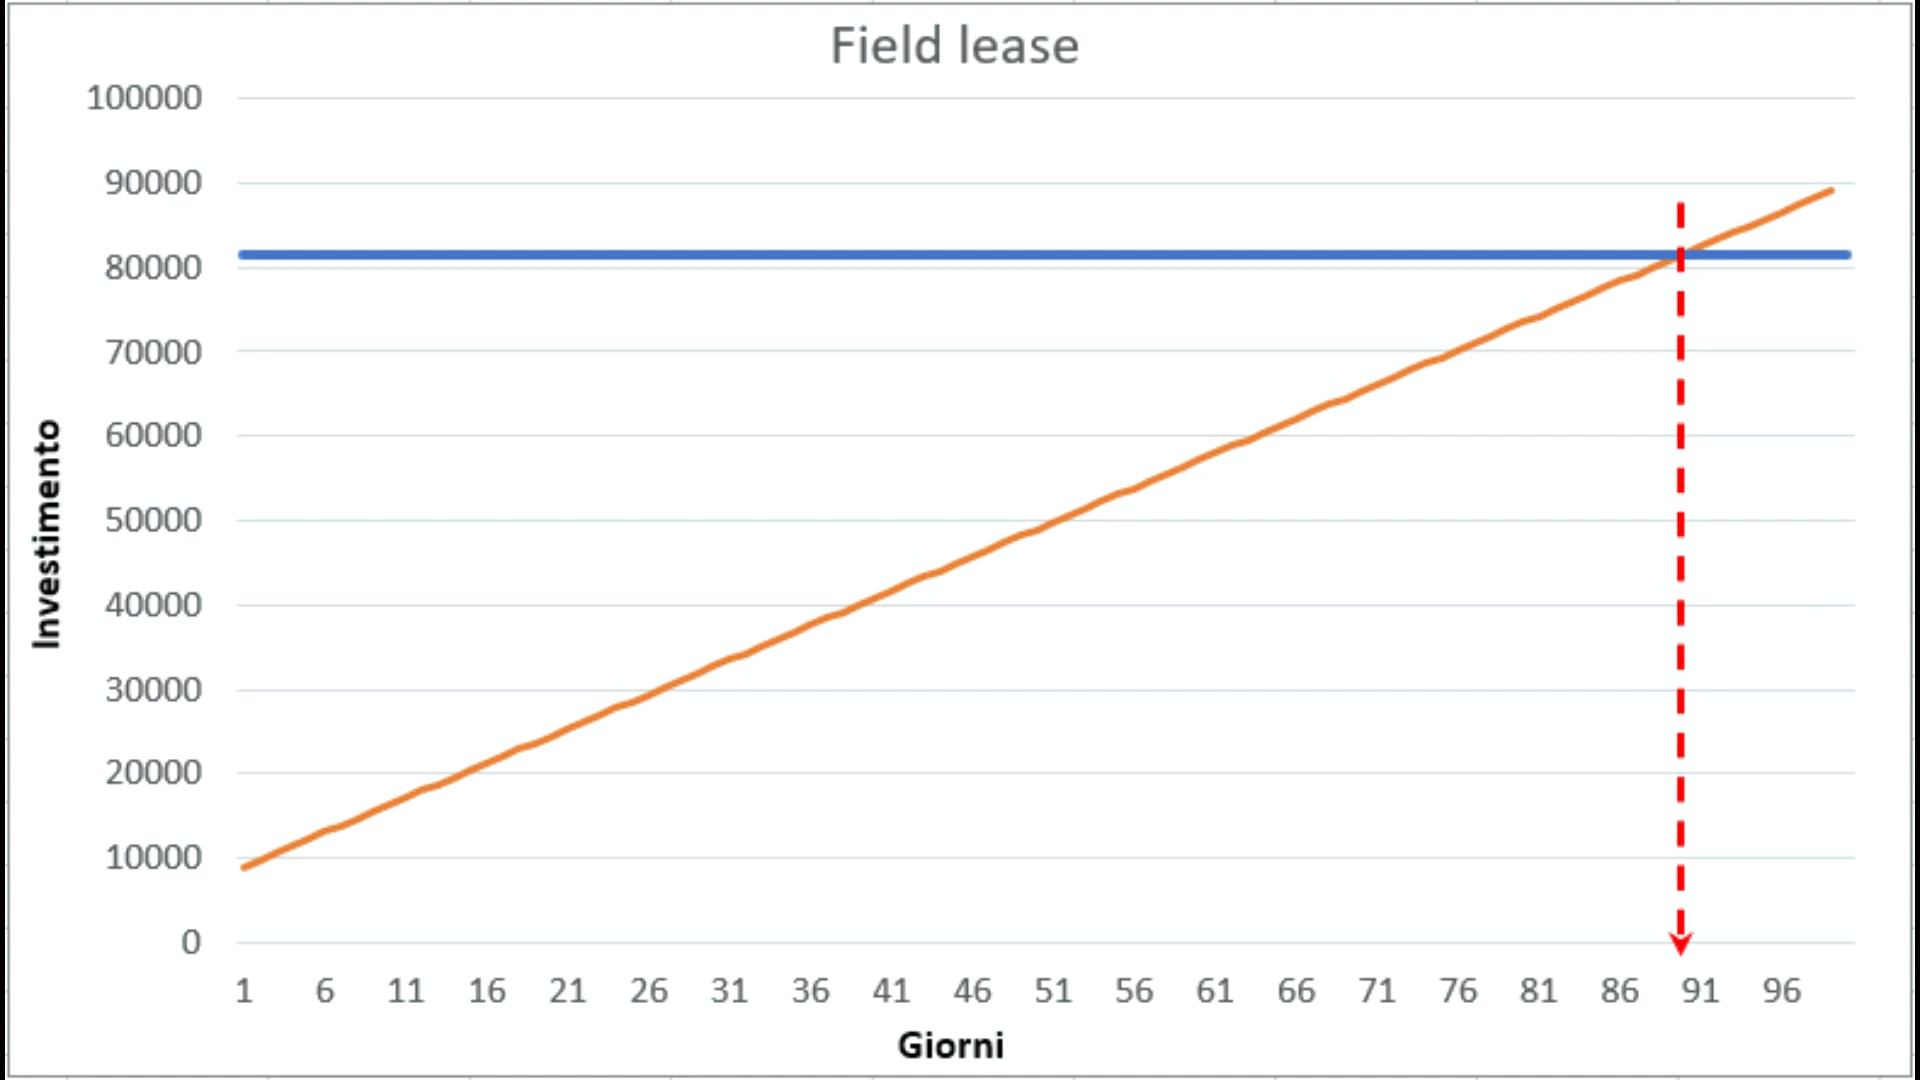 Field lease
100000
90000
80000
70000
60000
50000
40000
30000
20000
10000
0
Investimento
1 6 11 16 21 26 31 36 41 46 51 56 61 66 71 76 81 86 91 96
Giorni